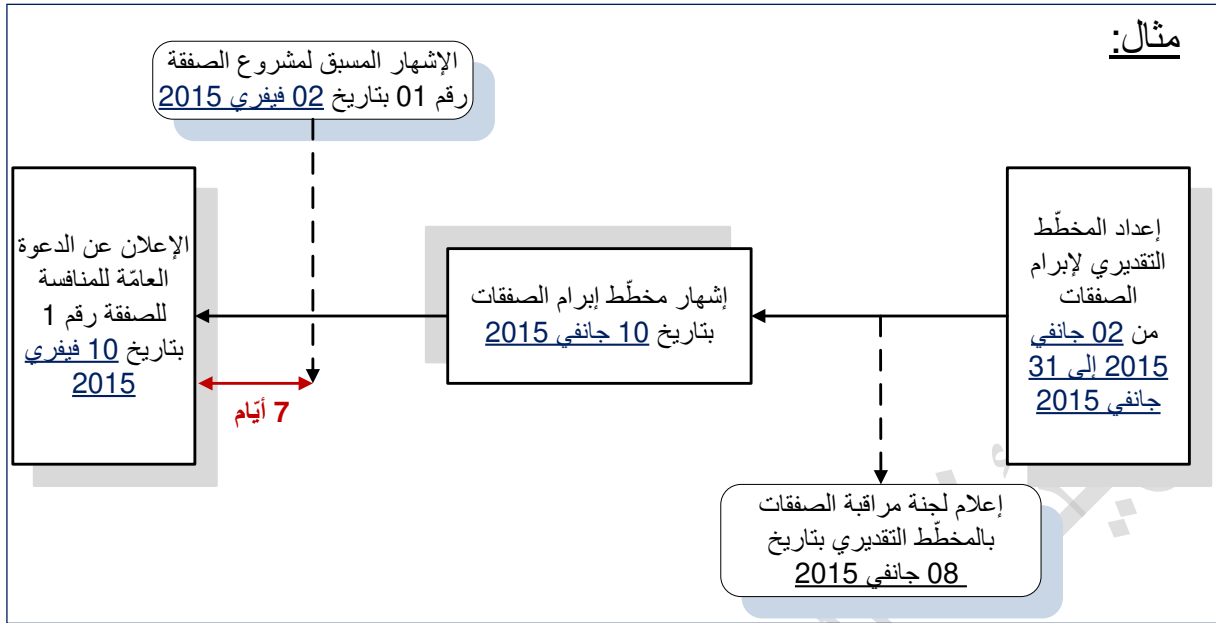 مثال:
الإشهار المسبق لمشروع الصفقة
رقم 01 بتاريخ 02 فيفري 2015
إعداد المخطّط
التقديري لإبرام
الصفقات
من 02 جانفي
2015 إلى 31
جانفي 2015
إشهار مخطّط إبرام الصفقات
بتاريخ 10 جانفي 2015
الإعلان عن الدعوة
العامّة للمنافسة
للصفقة رقم 1
بتاريخ 10 فيفري
2015
7 أيّام
إعلام لجنة مراقبة الصفقات
بالمخطّط التقديري بتاريخ
08 جانفي 2015